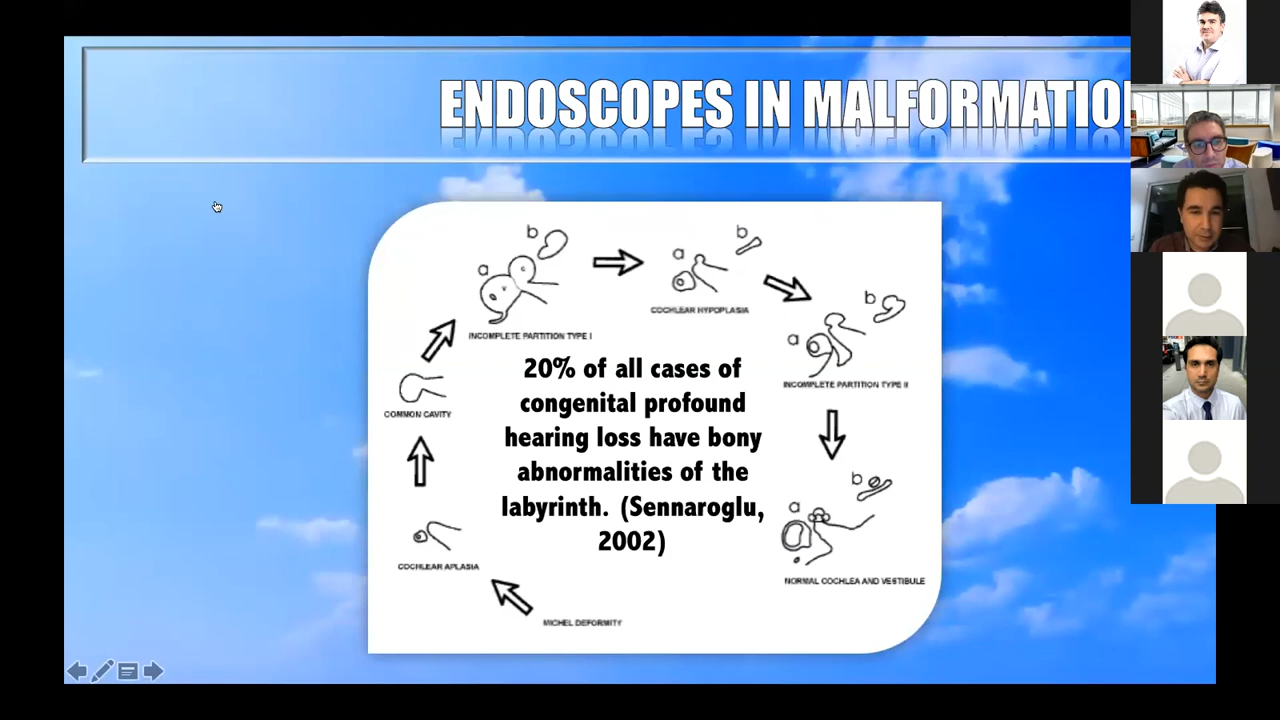 ENDOSCOPES IN MALFORMATIO
b
b
a
a
COCHLEAR HYPOPLASIA
b
INCOMPLETE PARTITION TYPE I
a
20% of all cases of
congenital profound
hearing loss have bony
abnormalities of the
labyrinth. (Sennaroglu,
2002)
INCOMPLETE PARTITION TYPE II
COMMON CAVITY
b
a
COCHLEAR APLASIA
NORMAL COCHLEA AND VESTIBULE
MICHEL DEFORMITY